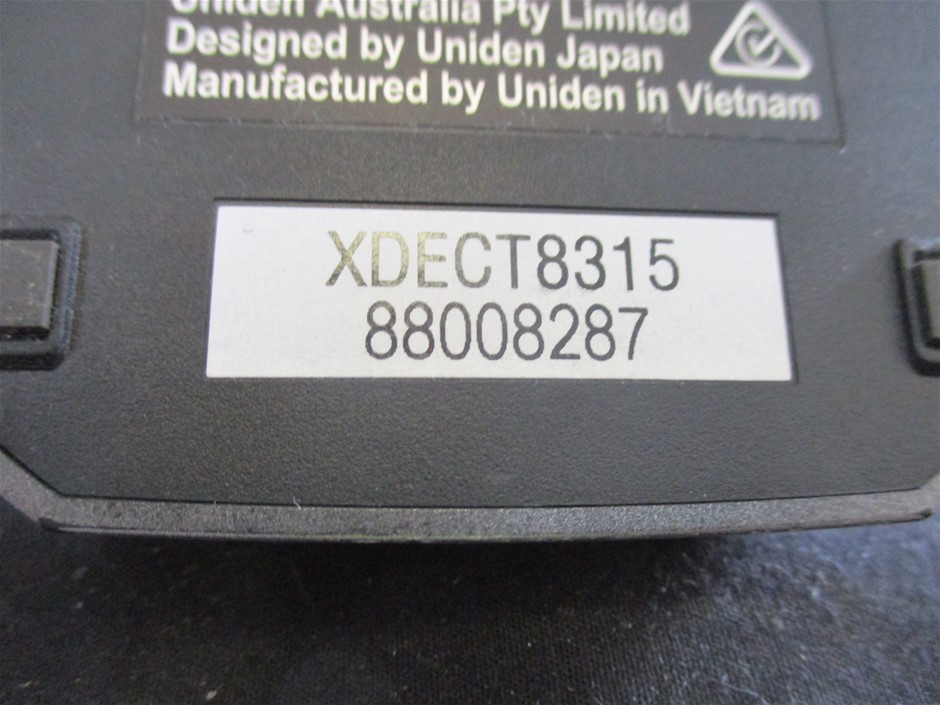 Uniden Australia Pty Limited
Designed by Uniden Japan
Manufactured by Uniden in Vietnam
XDECT8315
88008287